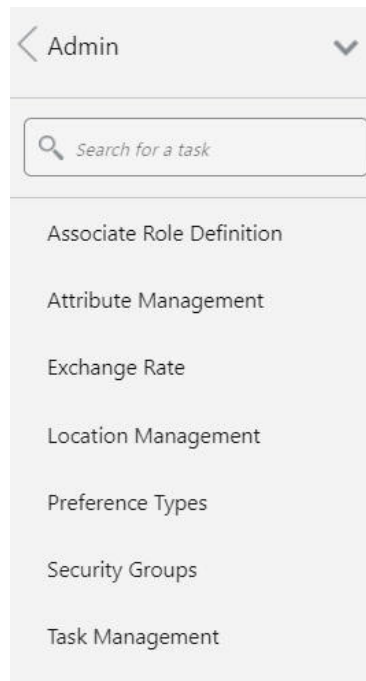 Admin
Search for a task
Associate Role Definition
Attribute Management
Exchange Rate
Location Management
Preference Types
Security Groups
Task Management